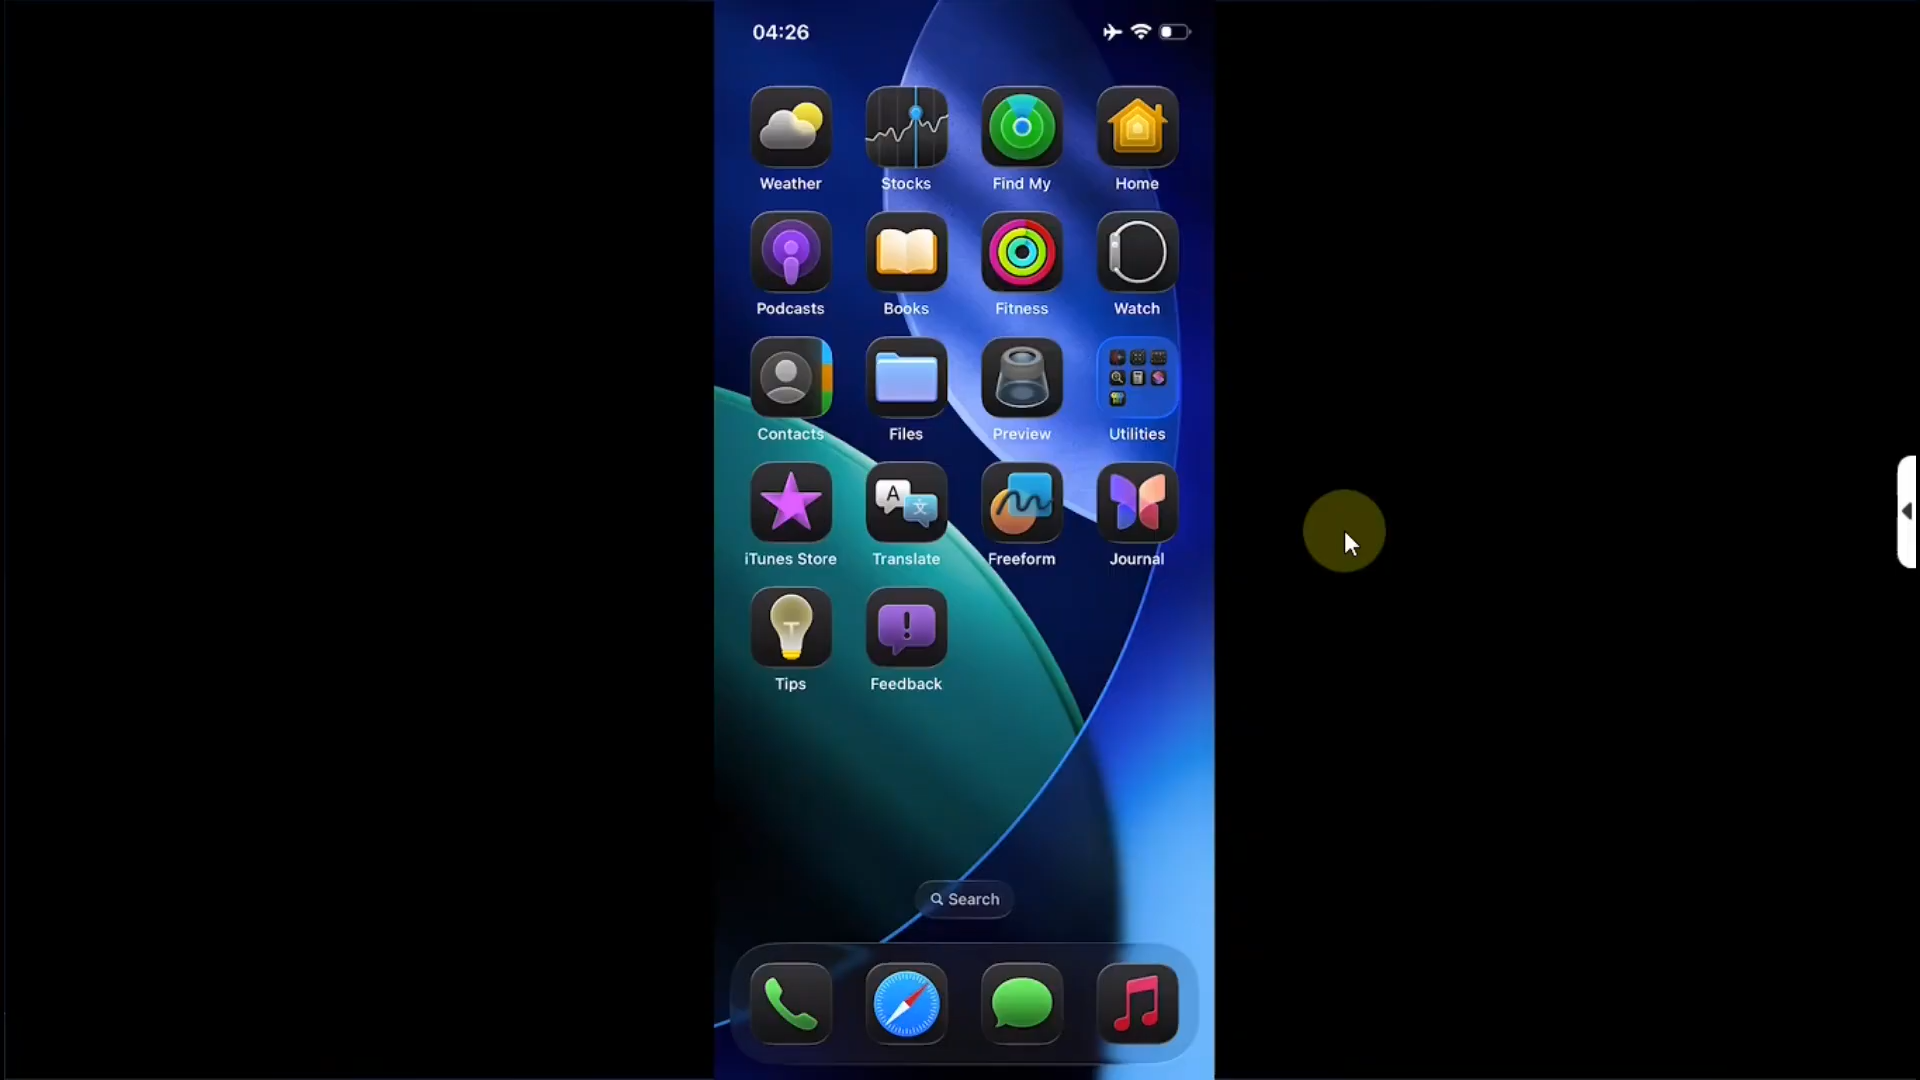 04:26
Weather Stocks Find My Home
Podcasts Books Fitness Watch
Contacts Files Preview Utilities
A 文
iTunes Store Translate Freeform Journal
Tips Feedback
Search